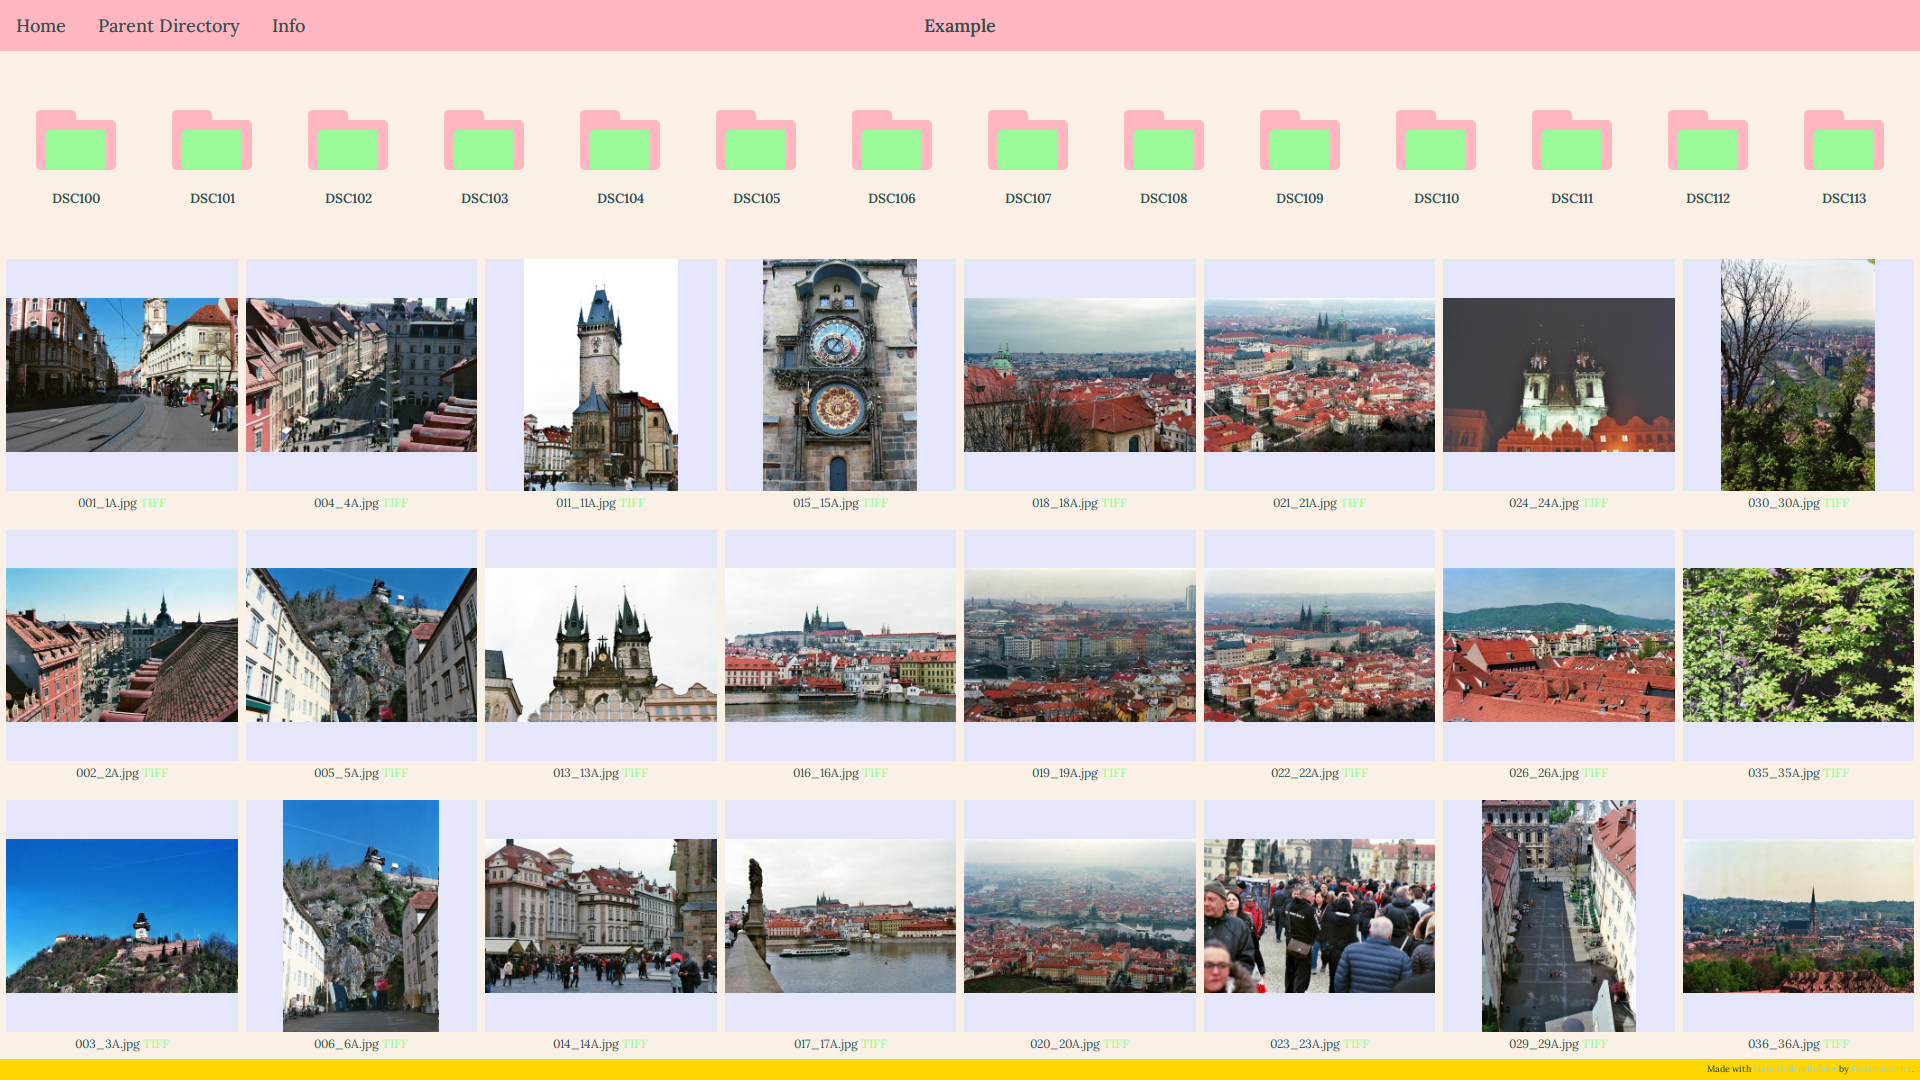 Home Parent Directory Info Example
DSC100 DSC101 DSC102 DSC103 DSC104 DSC105 DSC106 DSC107 DSC108 DSC109 DSC110 DSC111 DSC112 DSC113
001_1A.jpg TIFF 004_4A.jpg TIFF 011_11A.jpg TIFF 015_15A.jpg TIFF 018_18A.jpg TIFF 021_21A.jpg TIFF 024_24A.jpg TIFF 030_30A.jpg TIFF
002_2A.jpg TIFF 005_5A.jpg TIFF 013_13A.jpg TIFF 016_16A.jpg TIFF 019_19A.jpg TIFF 022_22A.jpg TIFF 026_26A.jpg TIFF 035_35A.jpg TIFF
003_3A.jpg TIFF 006_6A.jpg TIFF 014_14A.jpg TIFF 017_17A.jpg TIFF 020_20A.jpg TIFF 023_23A.jpg TIFF 029_29A.jpg TIFF 036_36A.jpg TIFF
Made with by .